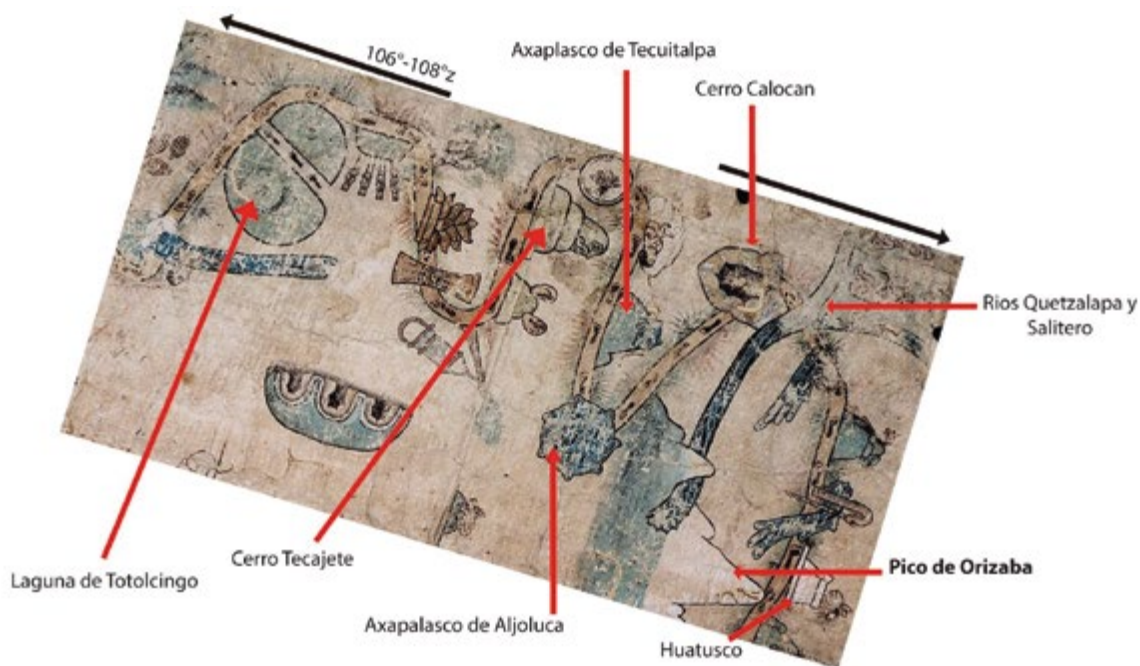 106°-108°z
Axaplasco de Tecuitalpa
Cerro Calocan
Rios Quetzalapa y
Salitero
Pico de Orizaba
Huatusco
Axapalasco de Aljoluca
Cerro Tecajete
Laguna de Totolcingo